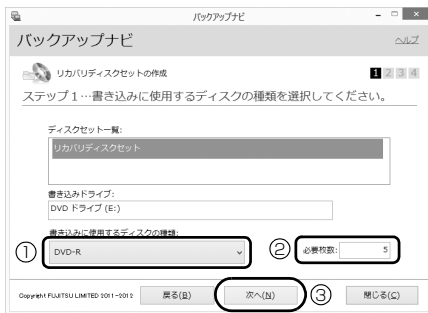 バックアップナビ
バックアップナビ
ヘルプ
リカバリディスクセットの作成
1 2 3 4
ステップ1…書き込みに使用するディスクの種類を選択してください。
ディスクセット一覧:
リカバリディスクセット
書き込みドライブ:
DVD ドライブ (E:)
書き込みに使用するディスクの種類:
① DVD-R
② 必要枚数: 5
Copyright FUJITSU LIMITED 2011-2012 戻る(B) 次へ(N) ③ 閉じる(C)